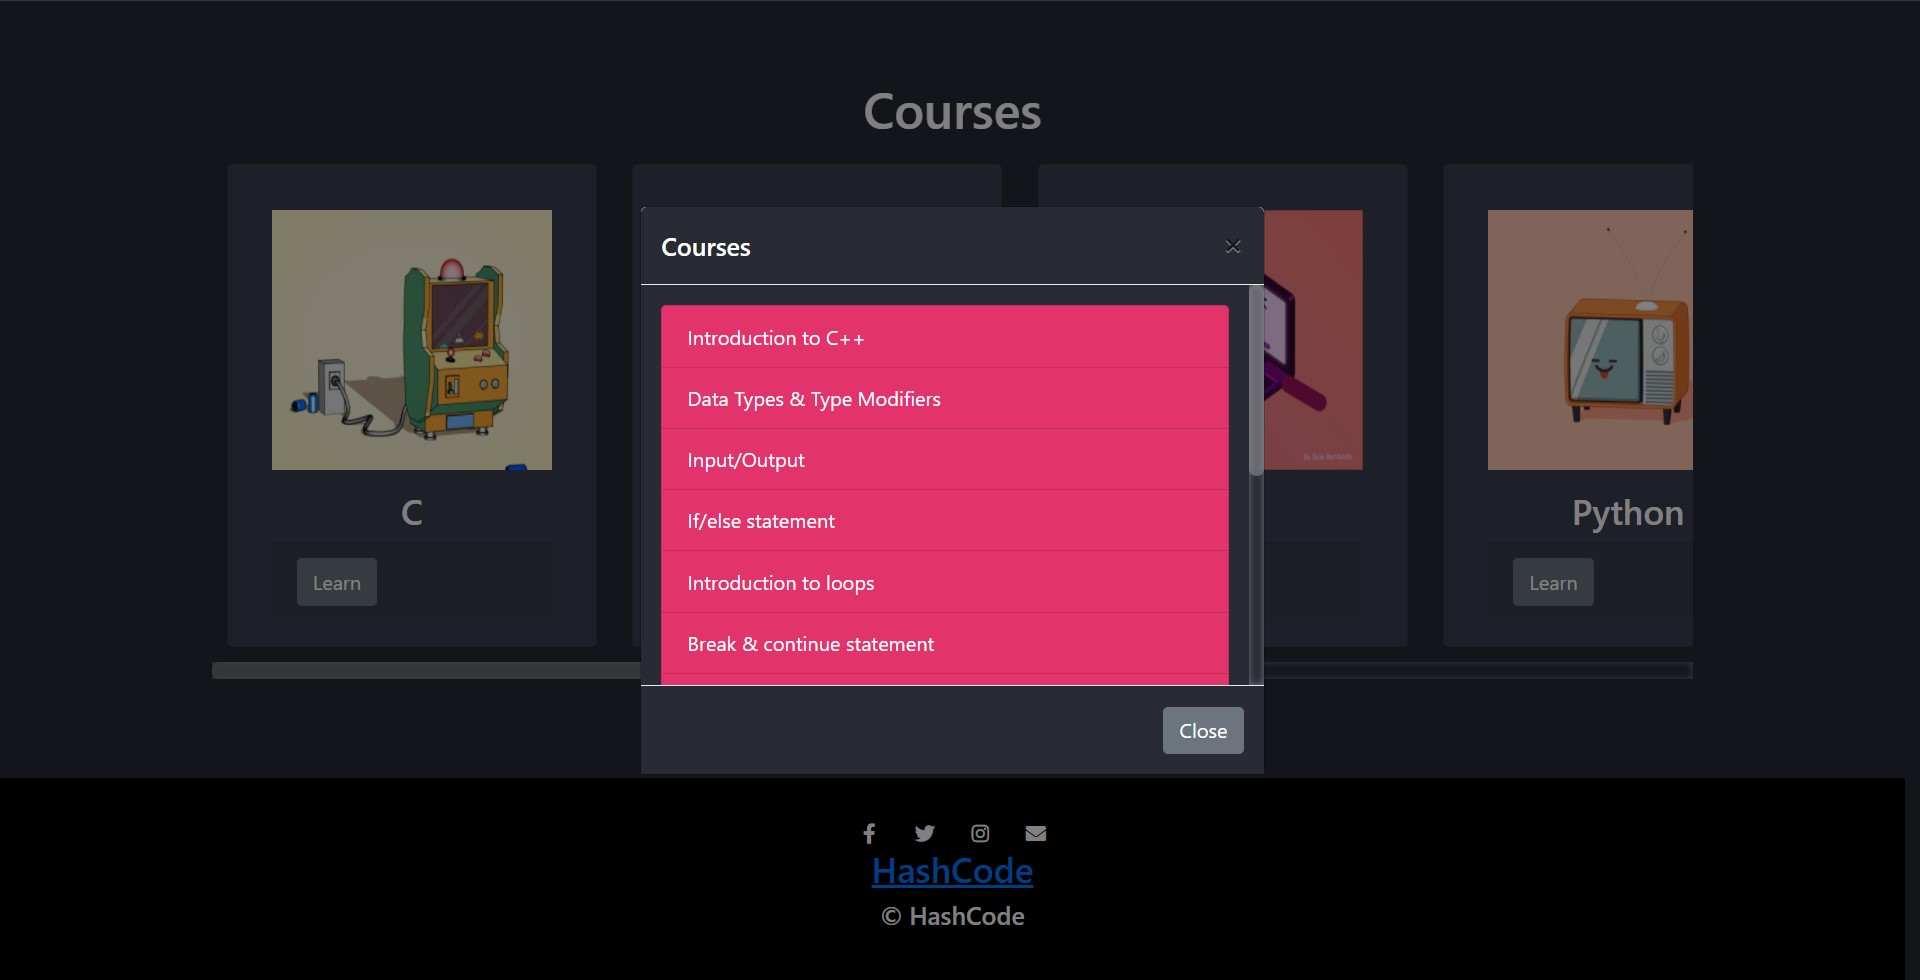 Courses
Courses
×
Introduction to C++
Data Types & Type Modifiers
Input/Output
If/else statement
Introduction to loops
Break & continue statement
Close
C
Learn
Python
Learn
HashCode
© HashCode